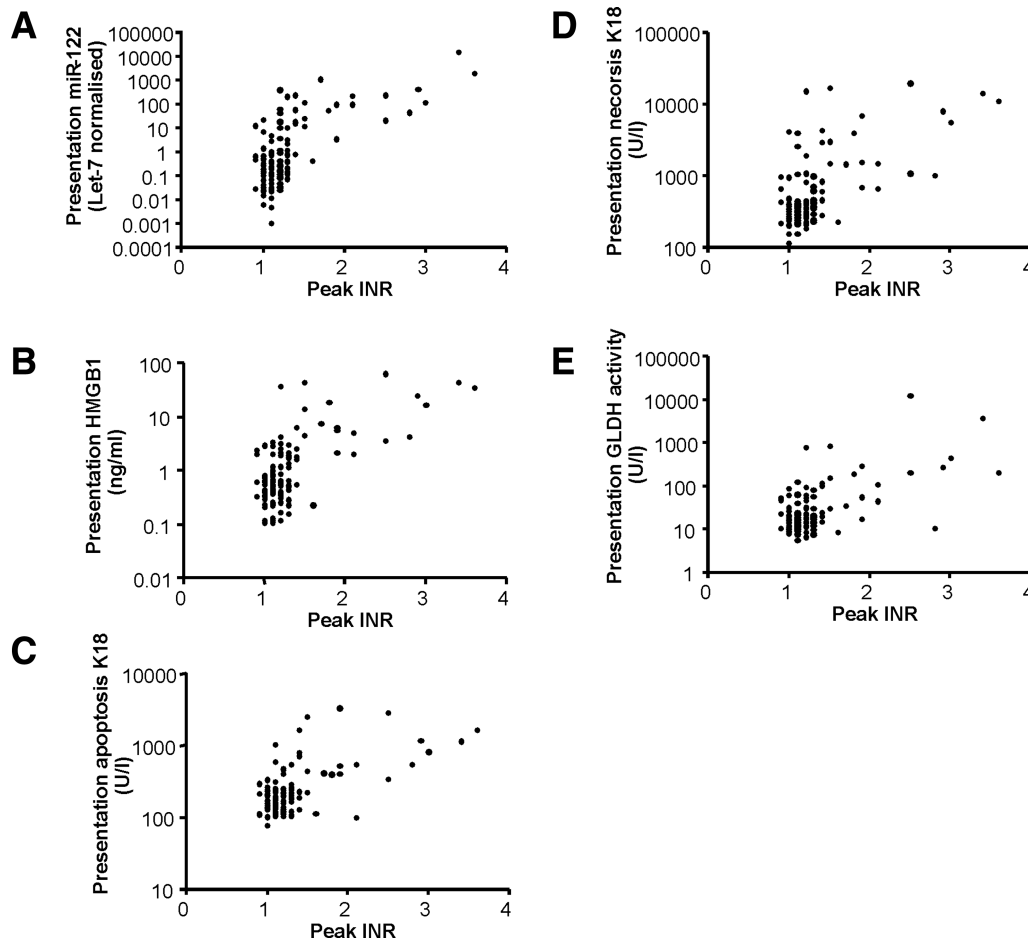 A
Presentation miR-122
(Let-7 normalised)
100000
10000
1000
100
10
1
0.1
0.01
0.001
0.0001
0 1 2 3 4
Peak INR
B
Presentation HMGB1
(ng/ml)
100
10
1
0.1
0.01
0 1 2 3 4
Peak INR
C
Presentation apoptosis K18
(U/l)
10000
1000
100
10
0 1 2 3 4
Peak INR
D
Presentation necorsis K18
(U/l)
100000
10000
1000
100
0 1 2 3 4
Peak INR
E
Presentation GLDH activity
(U/l)
100000
10000
1000
100
10
1
0 1 2 3 4
Peak INR